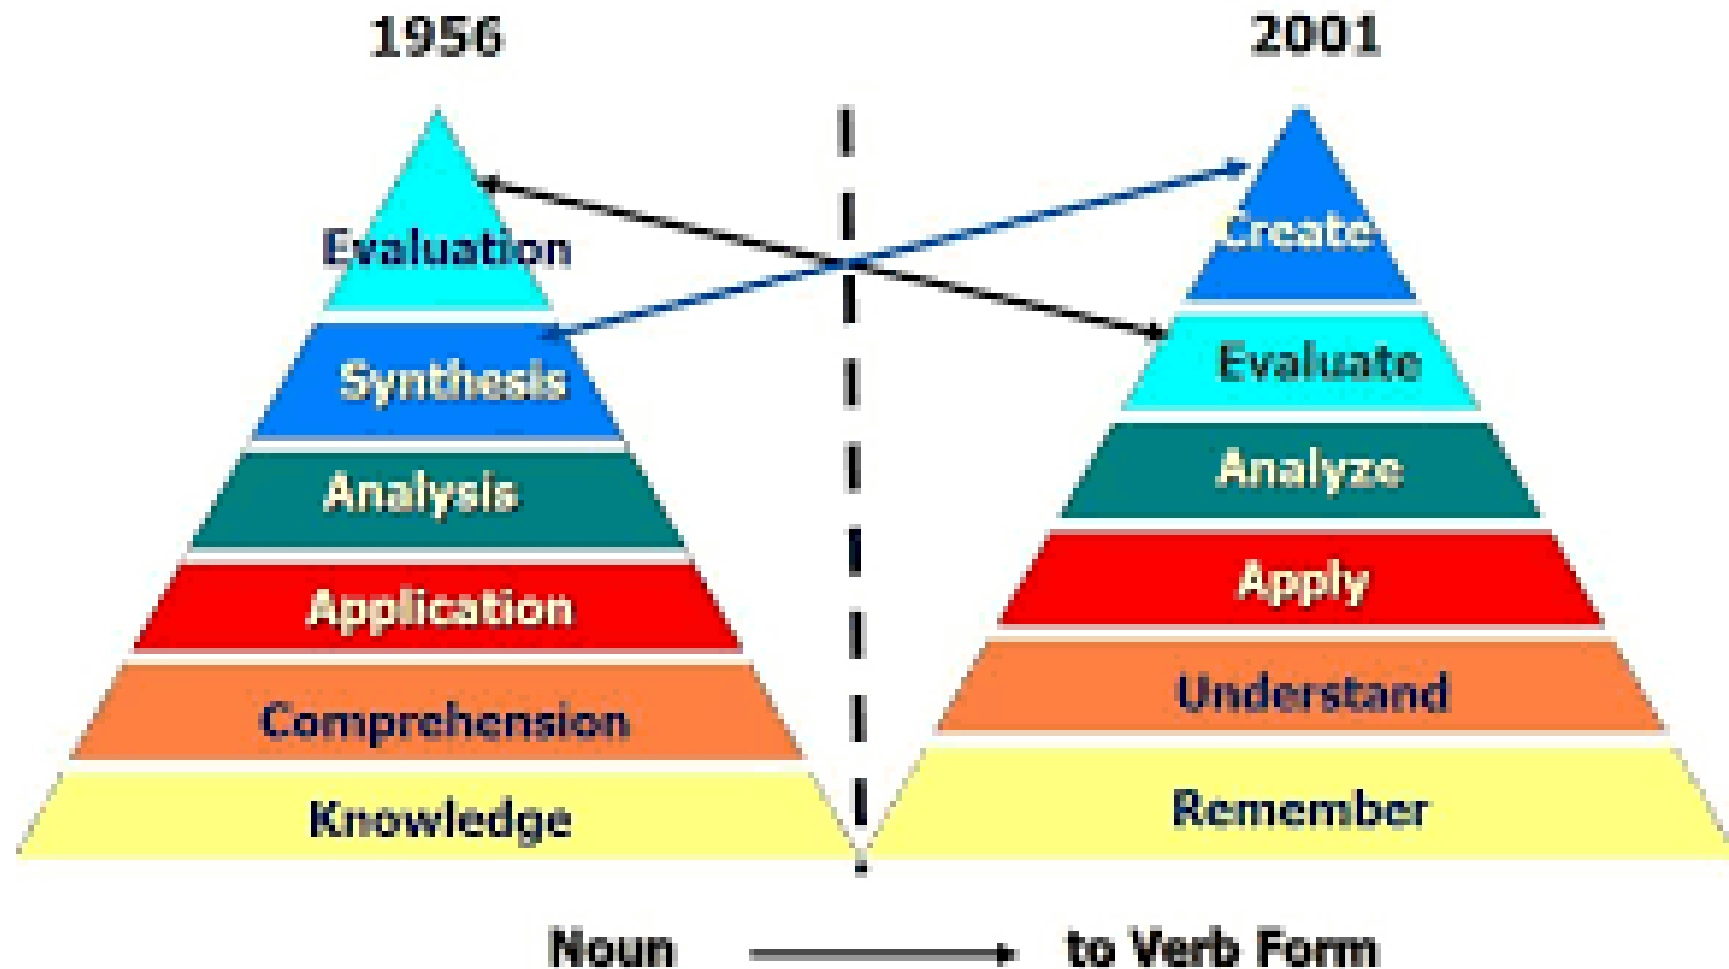 1956
Evaluation
Synthesis
Analysis
Application
Comprehension
Knowledge
2001
Create
Evaluate
Analyze
Apply
Understand
Remember
Noun to Verb Form